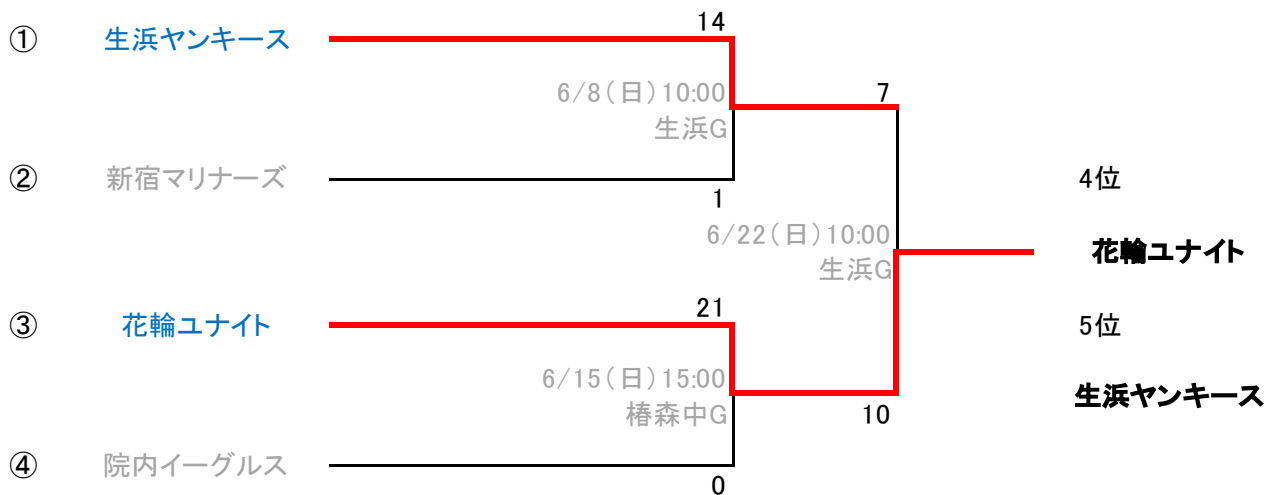 ① 生浜ヤンキース 14
6/8(日)10:00
生浜G
7
② 新宿マリナーズ 1
4位
6/22(日)10:00
生浜G
花輪ユナイト
③ 花輪ユナイト 21
5位
6/15(日)15:00
椿森中G
10
生浜ヤンキース
④ 院内イーグルス 0